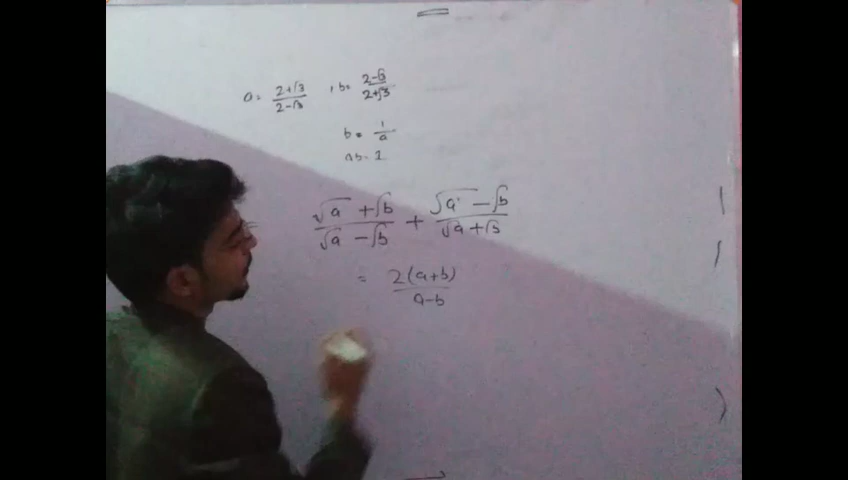 a = (2+√3)/(2-√3) , b = (2-√3)/(2+√3)
b = 1/a
ab = 1
(√a + √b)/(√a - √b) + (√a - √b)/(√a + √b)
= 2(a+b)/(a-b)